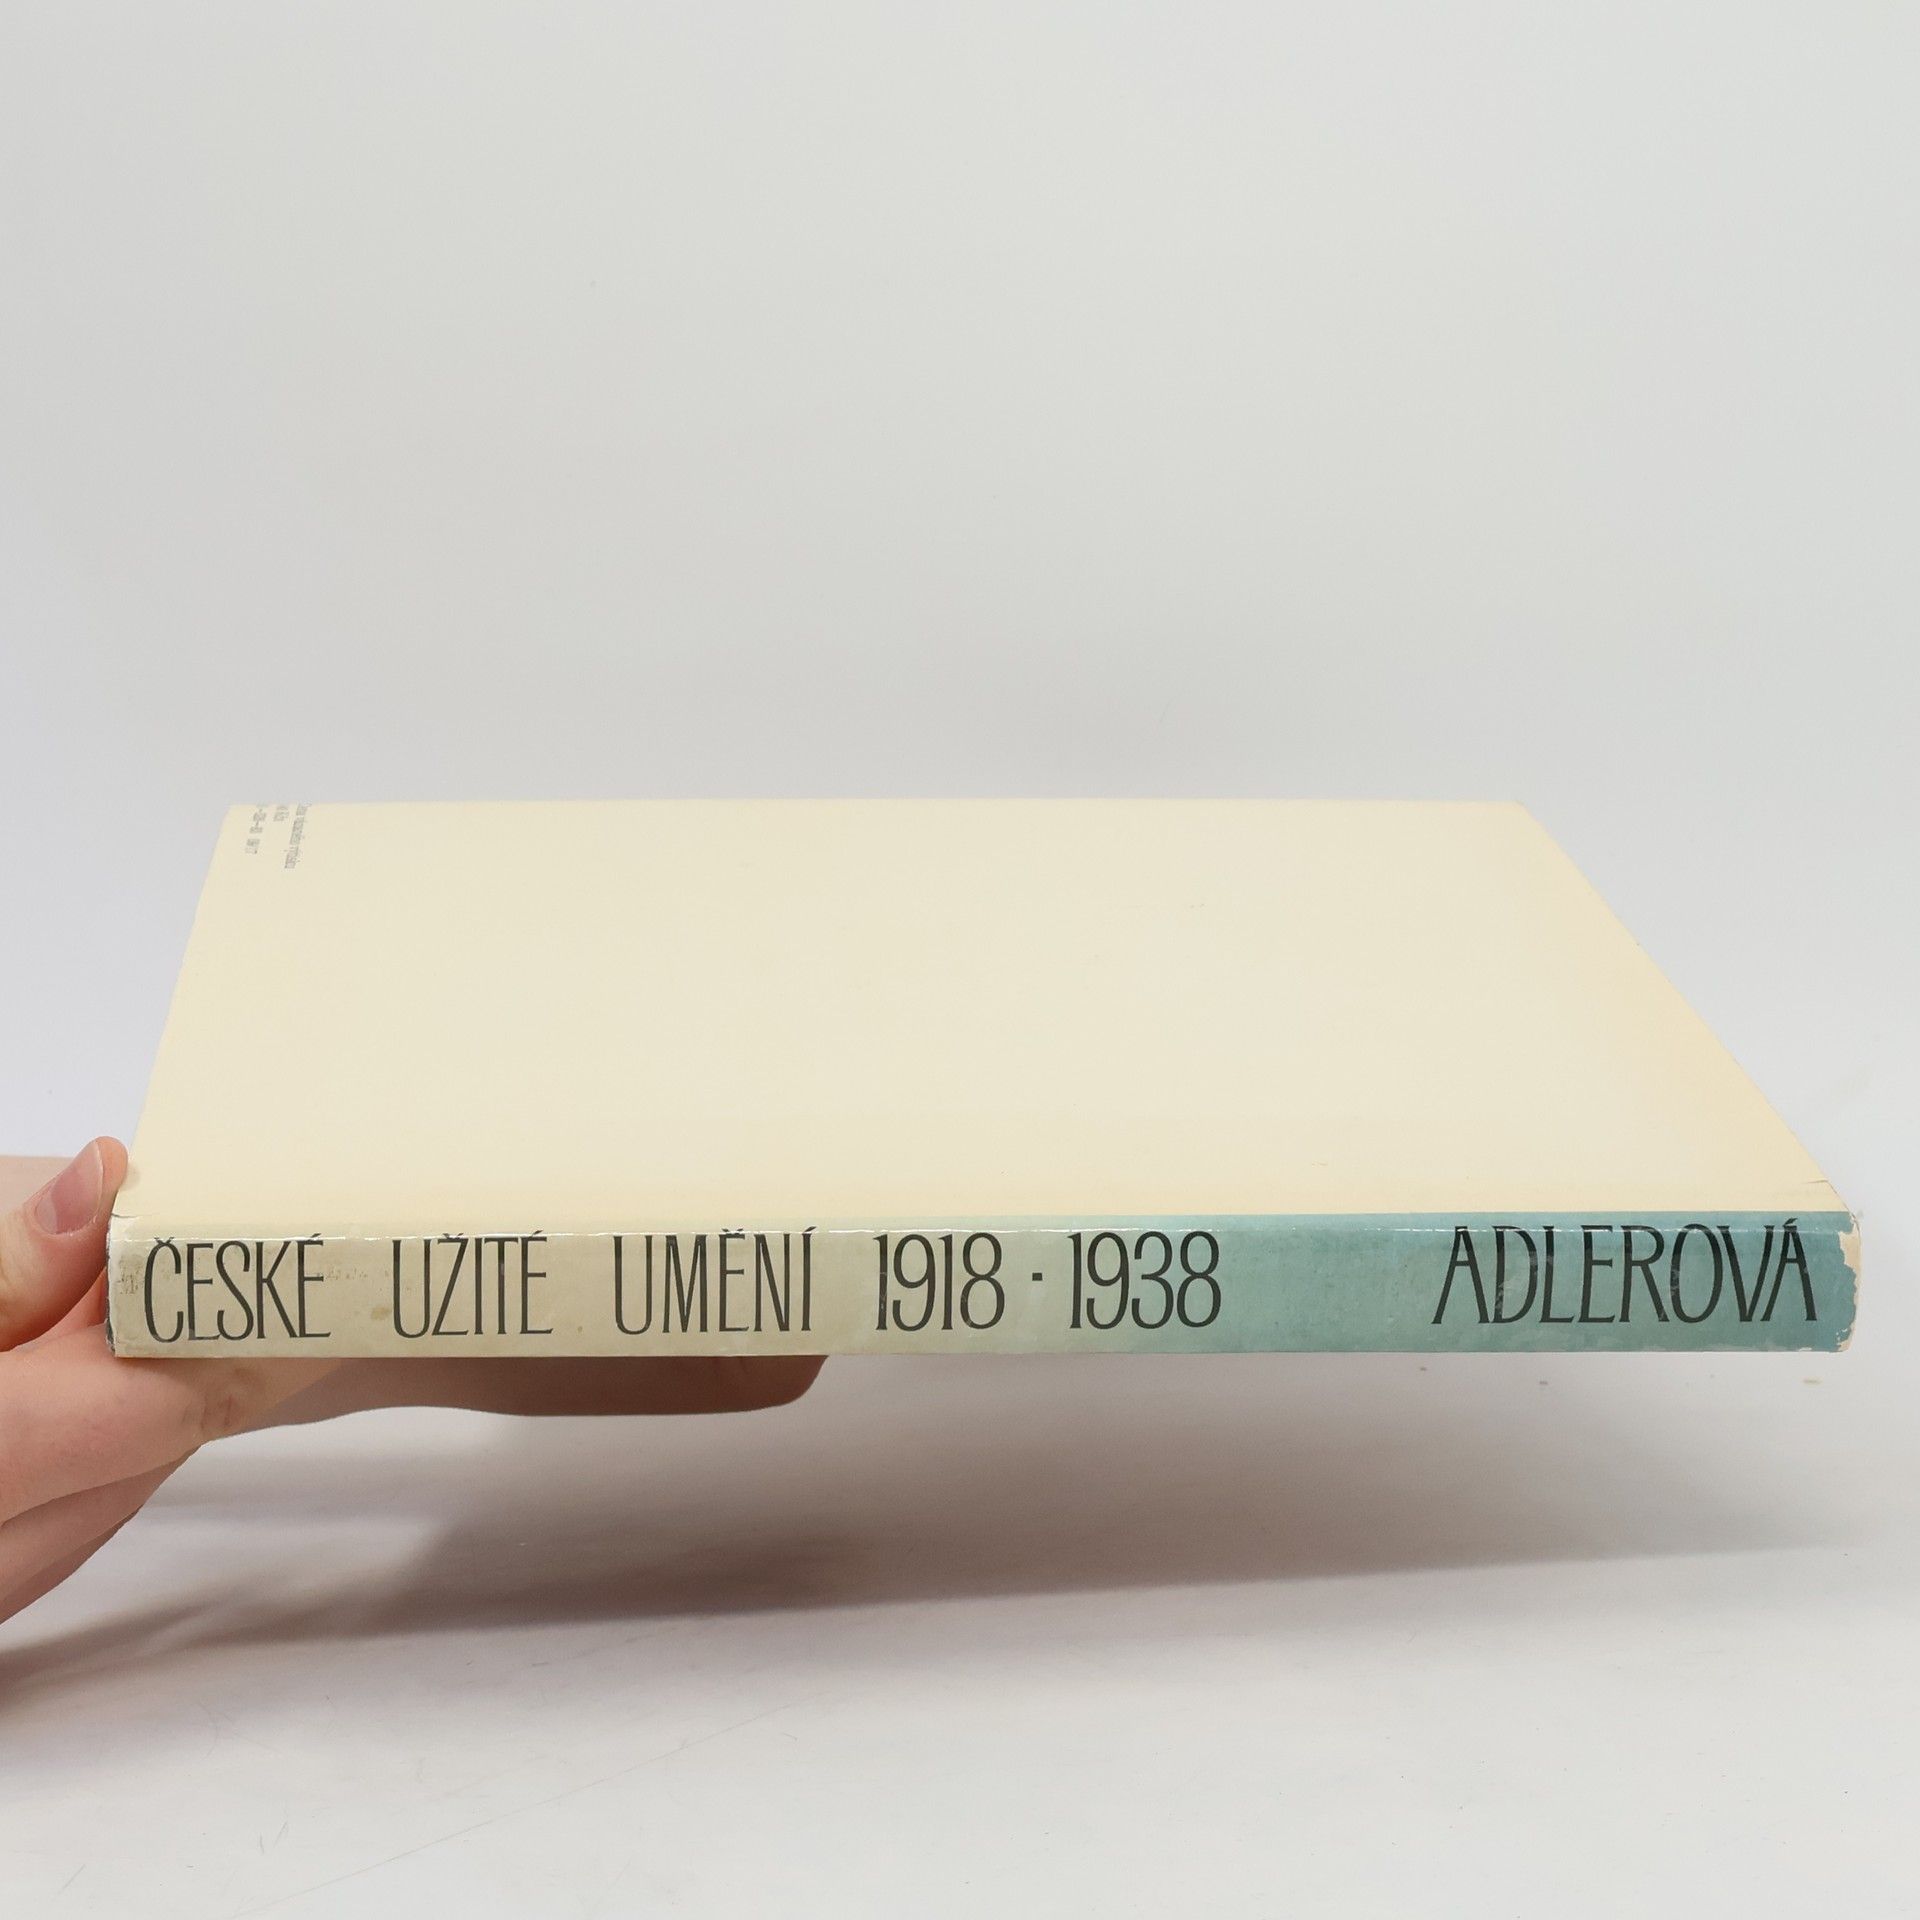 ČESKÉ UŽITÉ UMĚNÍ 1918 · 1938 ADLEROVÁ